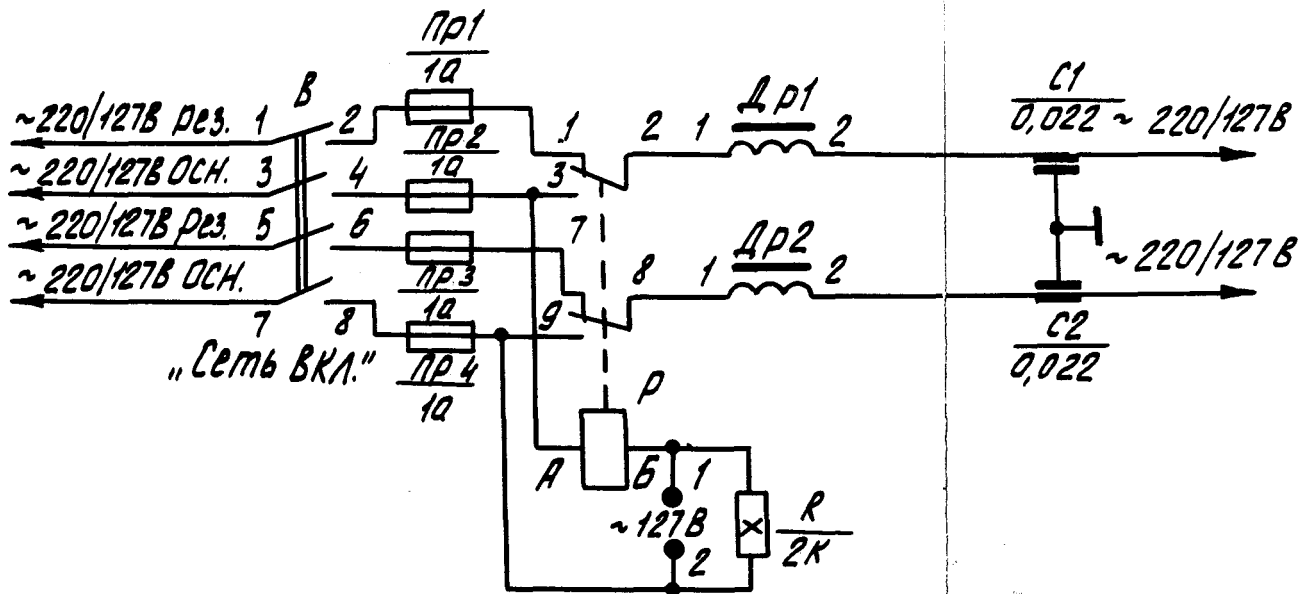 Пр1
1а
В
~220/127В рез. 1 2
Пр2
1а
~220/127В осн. 3 4
~220/127В рез. 5 6
Пр.3
1а
~220/127В осн.
7 8
„Сеть вкл."
Пр4
1а
1 2
3
7
8
9
Др1
1 2
Др2
1 2
С1
0,022
~ 220/127В
~ 220/127В
С2
0,022
Р
А Б
1
~127В
2
R
2К